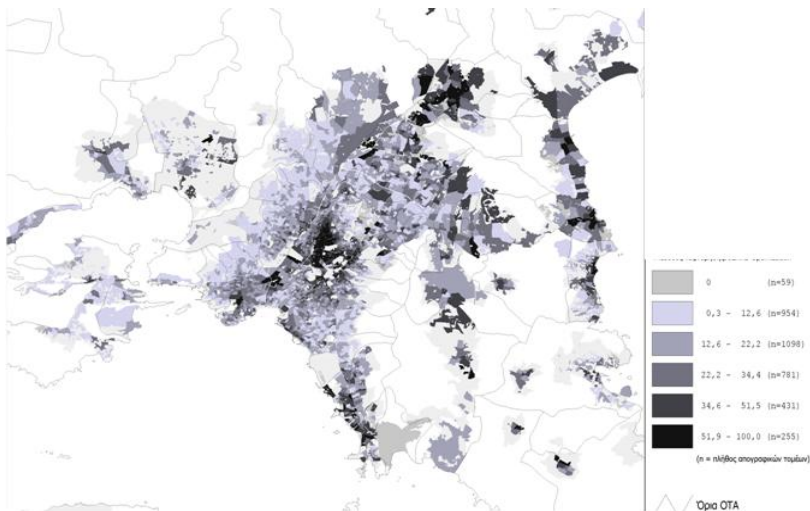 0 (n=59)
0,3 - 12,6 (n=954)
12,6 - 22,2 (n=1098)
22,2 - 34,4 (n=781)
34,6 - 51,5 (n=431)
51,9 - 100,0 (n=255)
(n = πλήθος απογραφικών τομέων)
Όρια ΟΤΑ